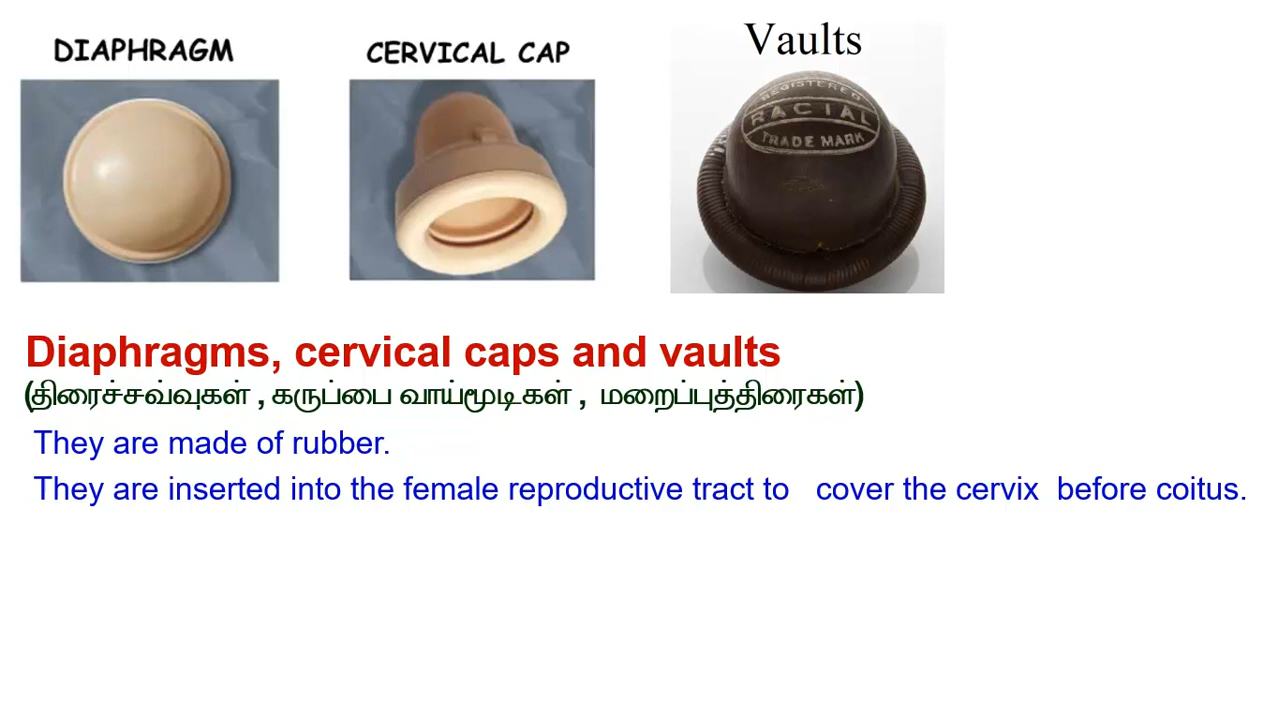 DIAPHRAGM
CERVICAL CAP
Vaults
REGISTERED
RACIAL
TRADE MARK
Diaphragms, cervical caps and vaults
(திரைச்சவ்வுகள் , கருப்பை வாய்மூடிகள் , மறைப்புத்திரைகள்)
They are made of rubber.
They are inserted into the female reproductive tract to cover the cervix before coitus.